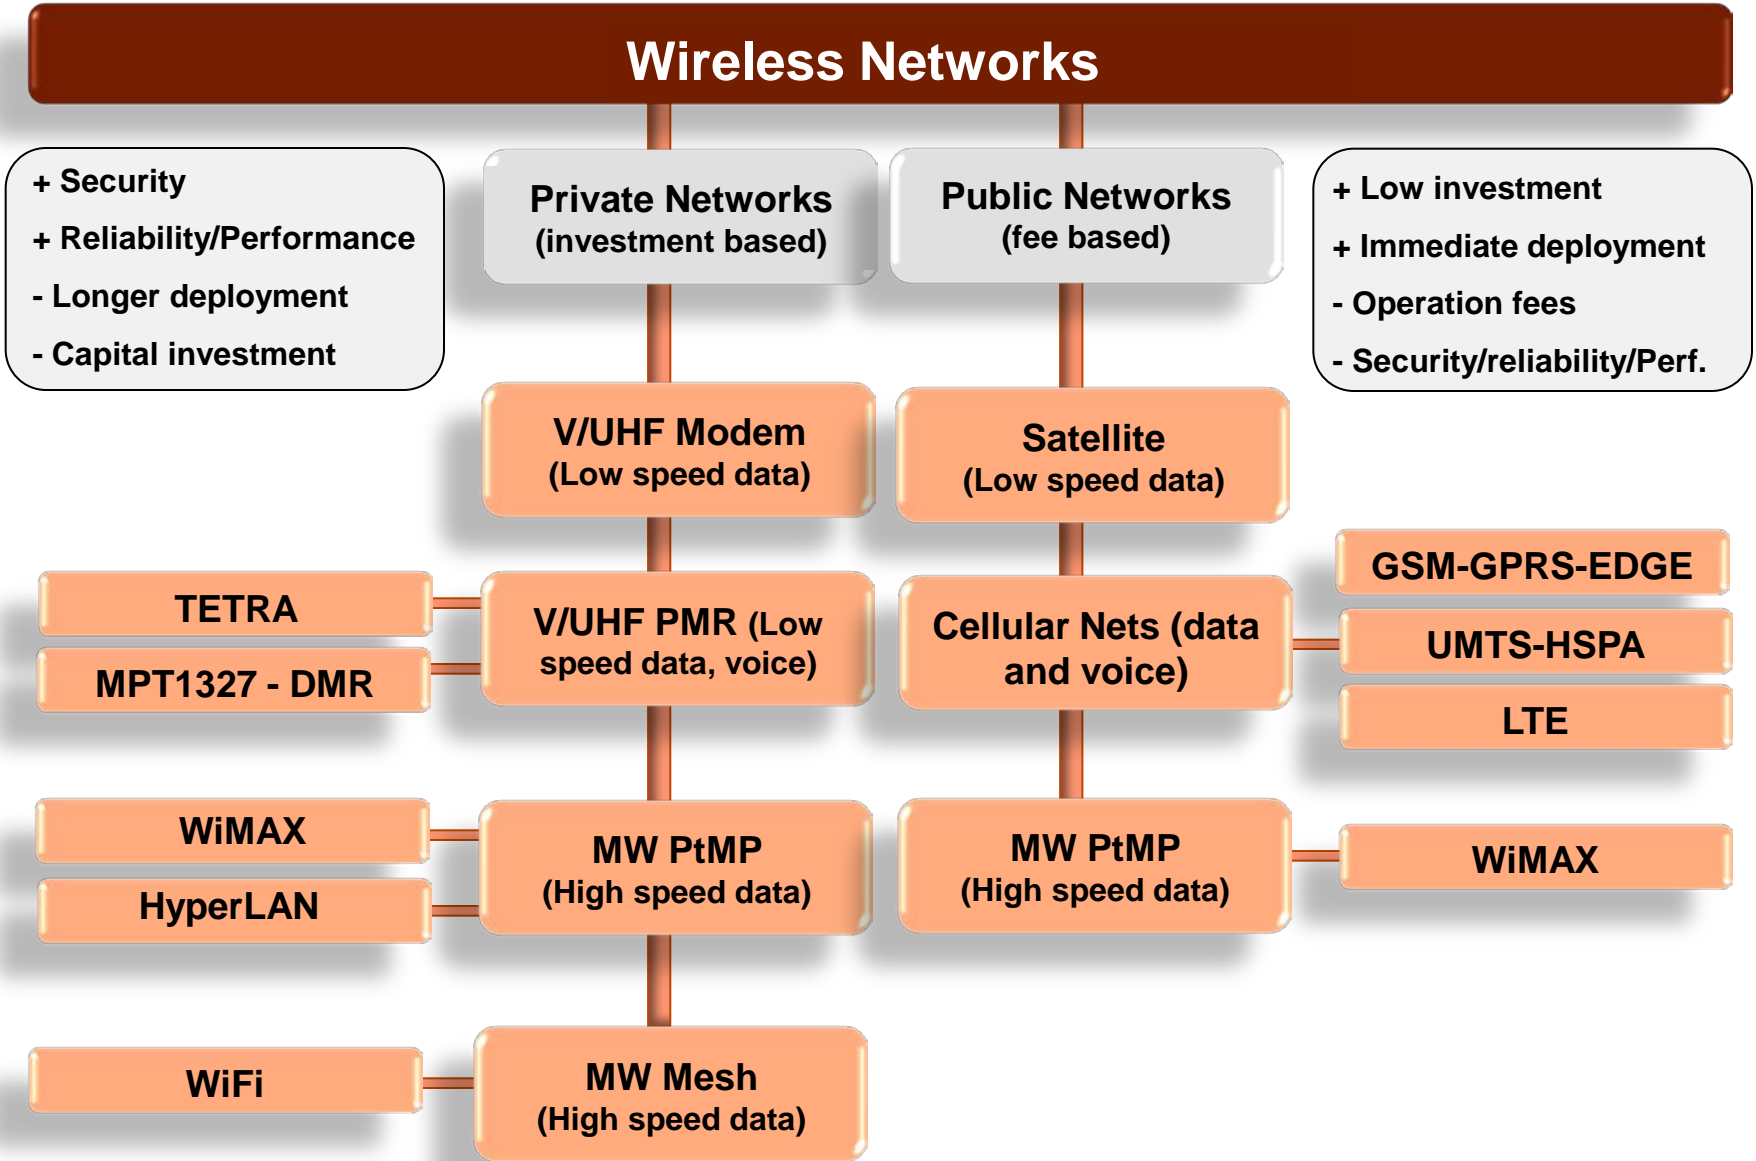 Wireless Networks
+ Security
+ Reliability/Performance
- Longer deployment
- Capital investment
Private Networks
(investment based)
Public Networks
(fee based)
+ Low investment
+ Immediate deployment
- Operation fees
- Security/reliability/Perf.
V/UHF Modem
(Low speed data)
Satellite
(Low speed data)
TETRA
MPT1327 - DMR
V/UHF PMR (Low
speed data, voice)
Cellular Nets (data
and voice)
GSM-GPRS-EDGE
UMTS-HSPA
LTE
WiMAX
HyperLAN
MW PtMP
(High speed data)
MW PtMP
(High speed data)
WiMAX
WiFi
MW Mesh
(High speed data)